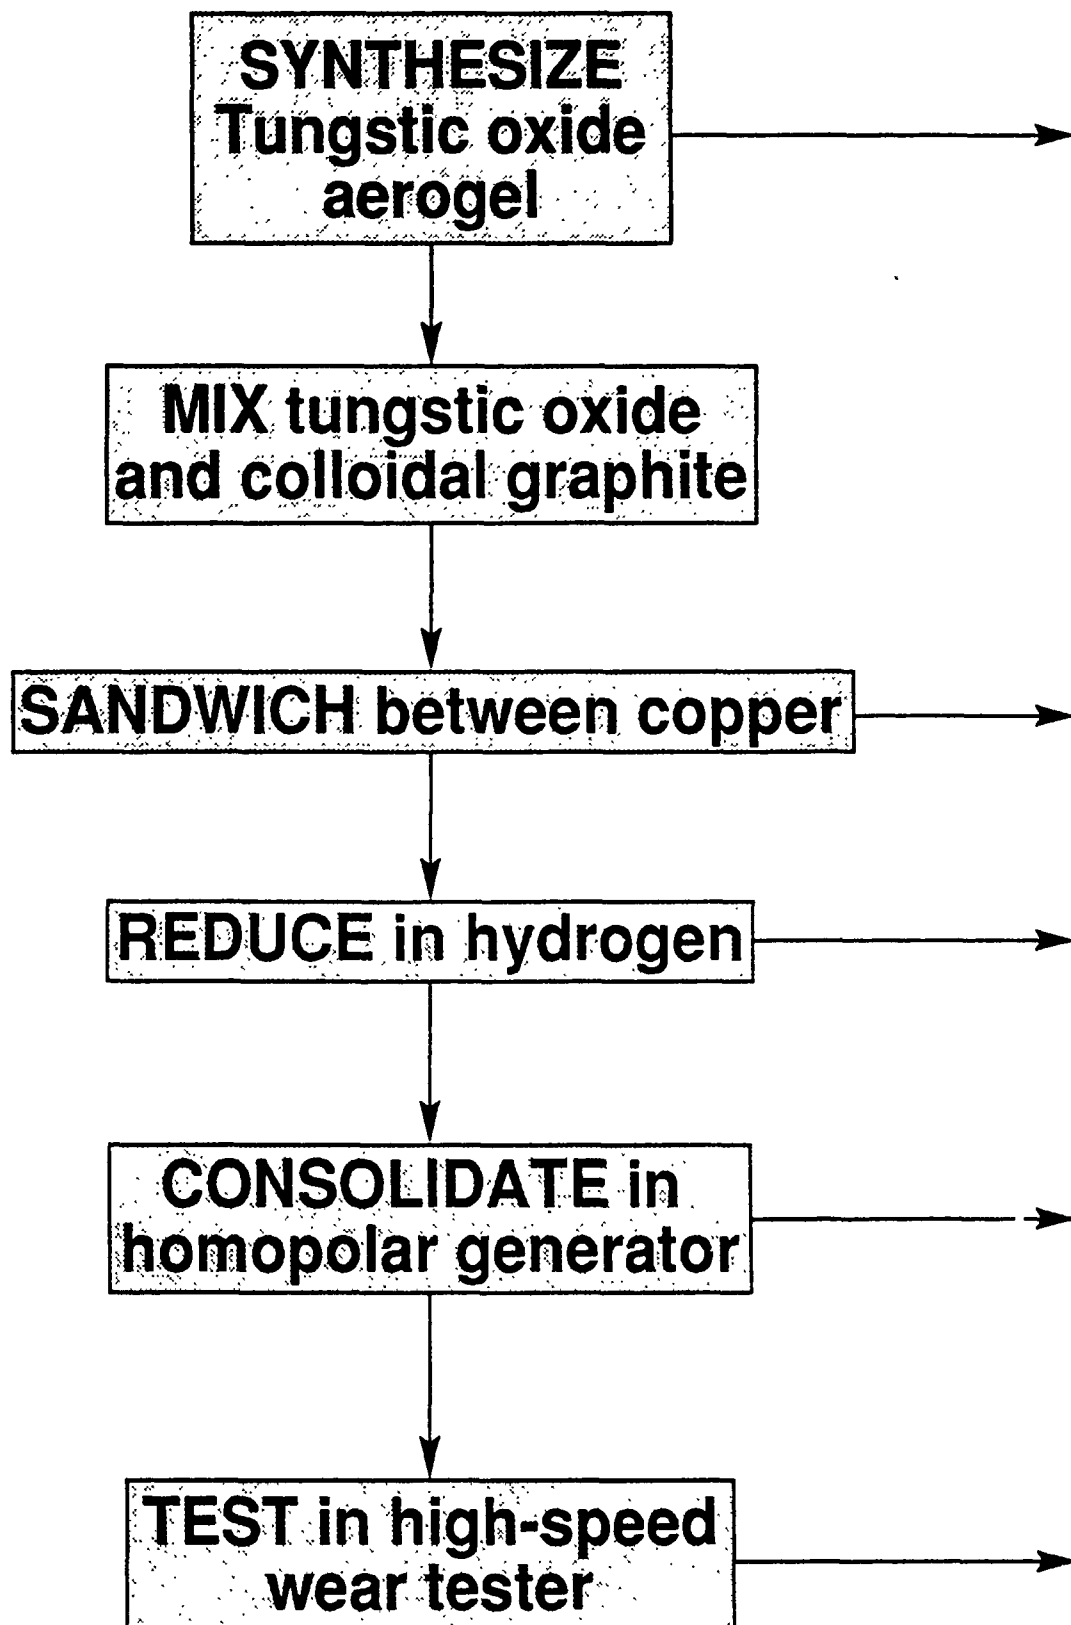 SYNTHESIZE
Tungstic oxide
aerogel
MIX tungstic oxide
and colloidal graphite
SANDWICH between copper
REDUCE in hydrogen
CONSOLIDATE in
homopolar generator
TEST in high-speed
wear tester